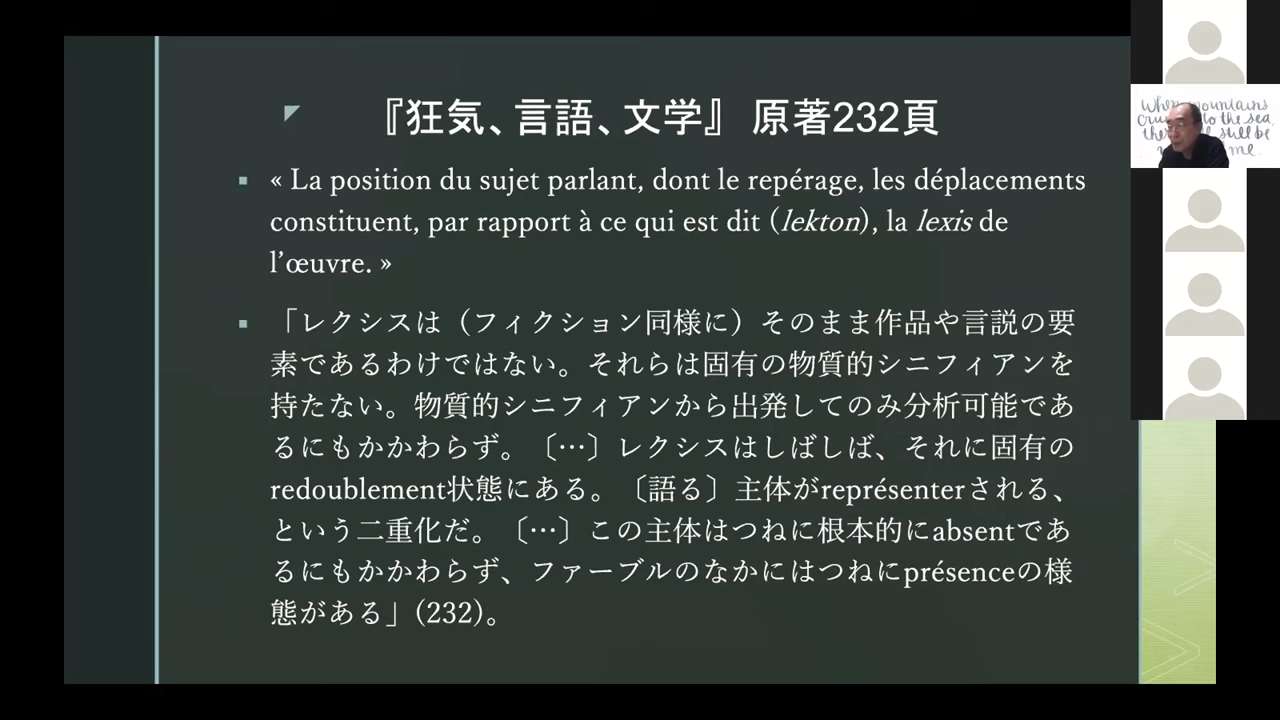 『狂気、言語、文学』 原著232頁
« La position du sujet parlant, dont le repérage, les déplacements
constituent, par rapport à ce qui est dit (lekton), la lexis de
l’œuvre. »
「レクシスは（フィクション同様に）そのまま作品や言説の要
素であるわけではない。それらは固有の物質的シニフィアンを
持たない。物質的シニフィアンから出発してのみ分析可能であ
るにもかかわらず。〔…〕レクシスはしばしば、それに固有の
redoublement状態にある。〔語る〕主体がreprésenterされる、
という二重化だ。〔…〕この主体はつねに根本的にabsentであ
るにもかかわらず、ファーブルのなかにはつねにprésenceの様
態がある」(232)。
When mountains
to the sea
still be
me.